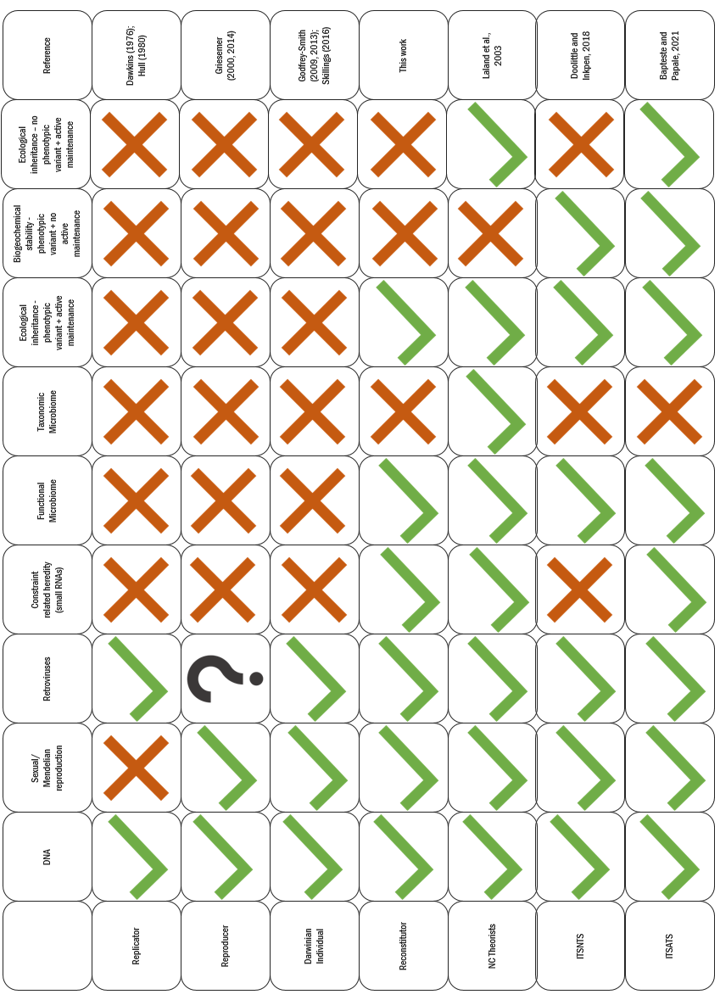 DNA
Sexual/
Mendelian
reproduction
Retroviruses
Constraint
related heredity
(small RNAs)
Functional
Microbiome
Taxonomic
Microbiome
Ecological
inheritance -
phenotypic
variant + active
maintenance
Biogeochemical
stability -
phenotypic
variant + no
active
maintenance
Ecological
inheritance – no
phenotypic
variant + active
maintenance
Reference
Replicator
Dawkins (1976);
Hull (1980)
Reproducer
?
Griesemer
(2000, 2014)
Darwinian
Individual
Godfrey-Smith
(2009, 2013);
Skillings (2016)
Reconstitutor
This work
NC Theorists
Laland et al.,
2003
ITSNTS
Doolittle and
Inkpen, 2018
ITSATS
Bapteste and
Papale, 2021